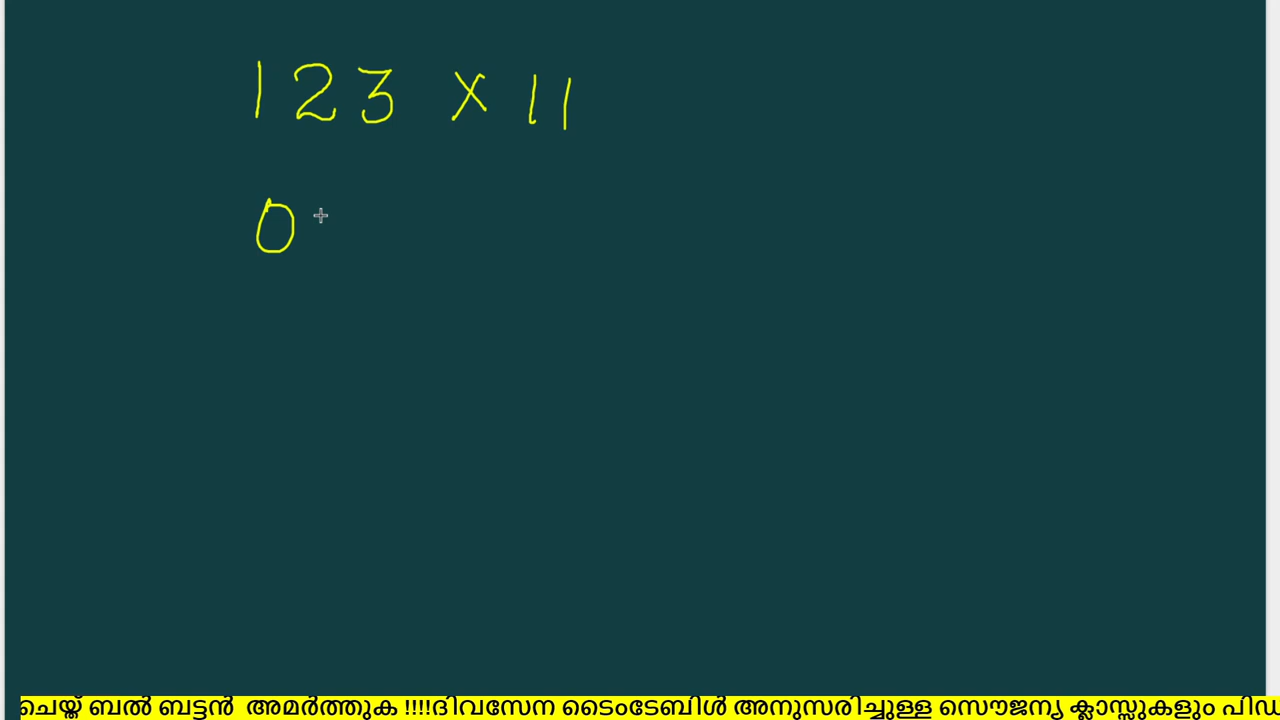 123 × 11
0
ചെയ്ത് ബൽ ബട്ടൻ അമർത്തുക !!!!ദിവസേന ടൈംടേബിൾ അനുസരിച്ചുള്ള സൌജന്യ ക്ലാസ്സുകളും പിഡ